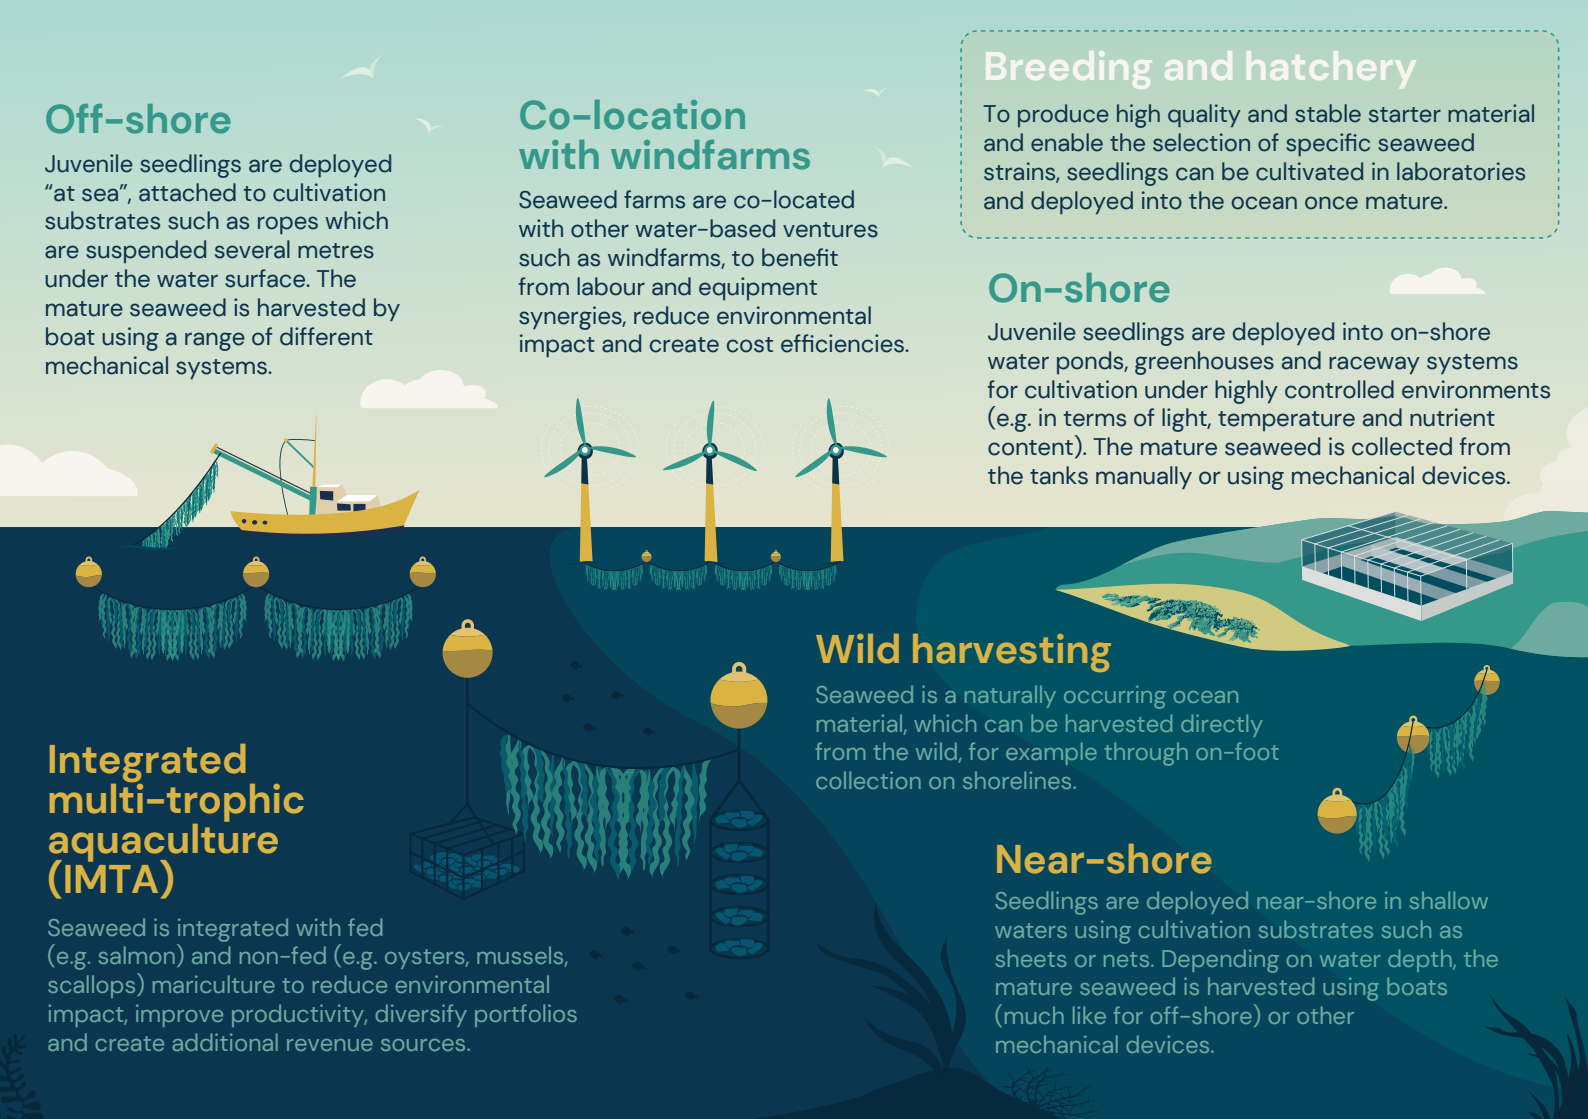 Off-shore
Juvenile seedlings are deployed
“at sea”, attached to cultivation
substrates such as ropes which
are suspended several metres
under the water surface. The
mature seaweed is harvested by
boat using a range of different
mechanical systems.
Co-location
with windfarms
Seaweed farms are co-located
with other water-based ventures
such as windfarms, to benefit
from labour and equipment
synergies, reduce environmental
impact and create cost efficiencies.
Breeding and hatchery
To produce high quality and stable starter material
and enable the selection of specific seaweed
strains, seedlings can be cultivated in laboratories
and deployed into the ocean once mature.
On-shore
Juvenile seedlings are deployed into on-shore
water ponds, greenhouses and raceway systems
for cultivation under highly controlled environments
(e.g. in terms of light, temperature and nutrient
content). The mature seaweed is collected from
the tanks manually or using mechanical devices.
Wild harvesting
Seaweed is a naturally occurring ocean
material, which can be harvested directly
from the wild, for example through on-foot
collection on shorelines.
Integrated
multi-trophic
aquaculture
(IMTA)
Seaweed is integrated with fed
(e.g. salmon) and non-fed (e.g. oysters, mussels,
scallops) mariculture to reduce environmental
impact, improve productivity, diversify portfolios
and create additional revenue sources.
Near-shore
Seedlings are deployed near-shore in shallow
waters using cultivation substrates such as
sheets or nets. Depending on water depth, the
mature seaweed is harvested using boats
(much like for off-shore) or other
mechanical devices.